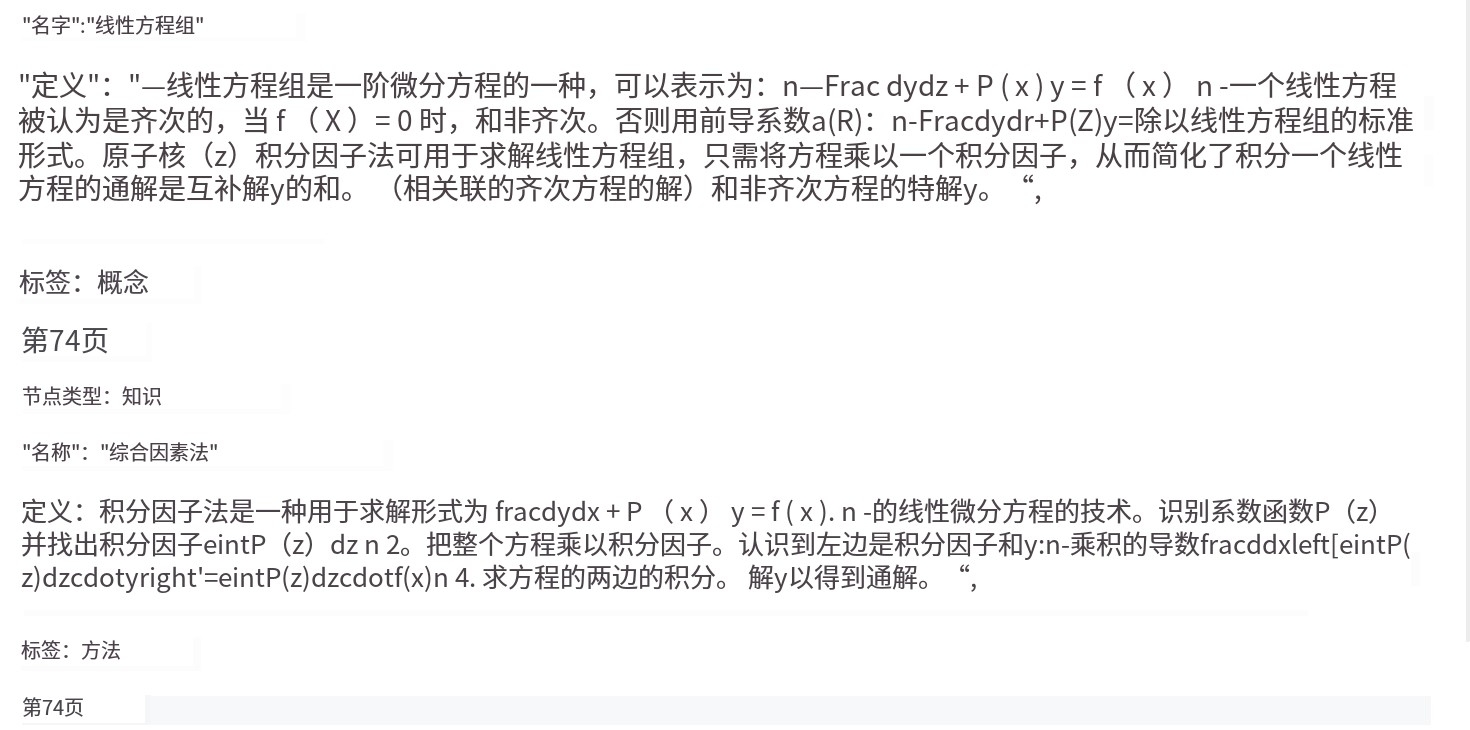 "名字":"线性方程组"
"定义"："—线性方程组是一阶微分方程的一种，可以表示为：n—Frac dydz + P ( x ) y = f （ x ） n -一个线性方程
被认为是齐次的，当 f （ X ）= 0 时，和非齐次。否则用前导系数a(R)：n-Fracdydr+P(Z)y=除以线性方程组的标准
形式。原子核（z）积分因子法可用于求解线性方程组，只需将方程乘以一个积分因子，从而简化了积分一个线性
方程的通解是互补解y的和。 （相关联的齐次方程的解）和非齐次方程的特解y。 “,
标签：概念
第74页
节点类型：知识
"名称"："综合因素法"
定义：积分因子法是一种用于求解形式为 fracdydx + P （ x ） y = f ( x ). n -的线性微分方程的技术。识别系数函数P（z）
并找出积分因子eintP（z）dz n 2。把整个方程乘以积分因子。认识到左边是积分因子和y:n-乘积的导数fracddxleft[eintP(
z)dzcdotyright'=eintP(z)dzcdotf(x)n 4. 求方程的两边的积分。 解y以得到通解。 “,
标签：方法
第74页